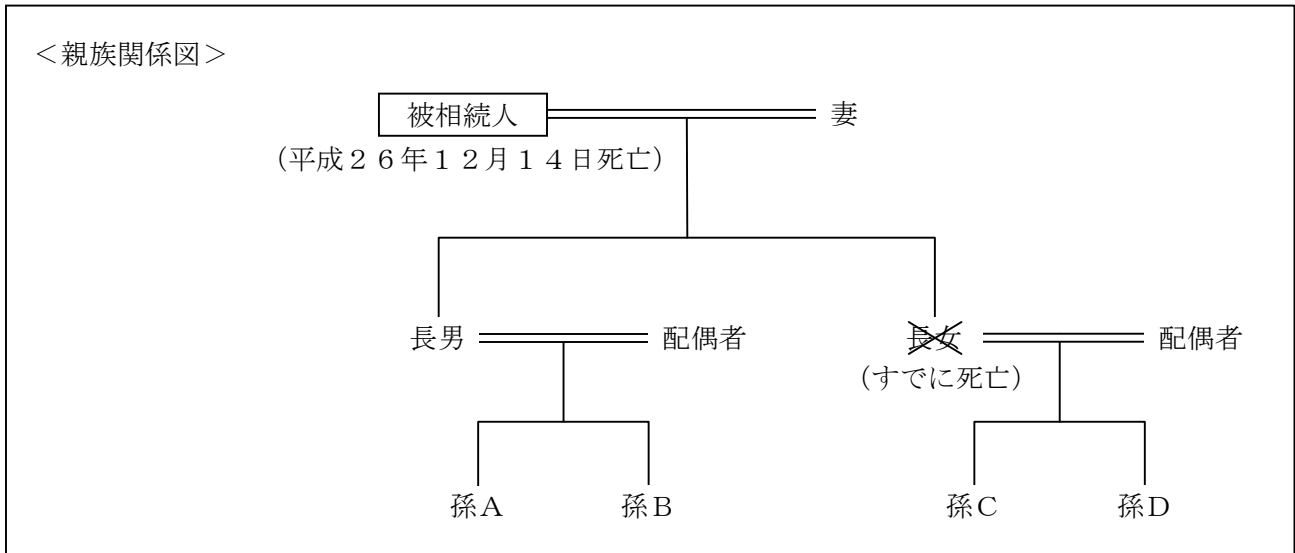 <親族関係図>
被相続人 妻
(平成26年12月14日死亡)
長男 配偶者 長女 配偶者
(すでに死亡)
孫A 孫B 孫C 孫D